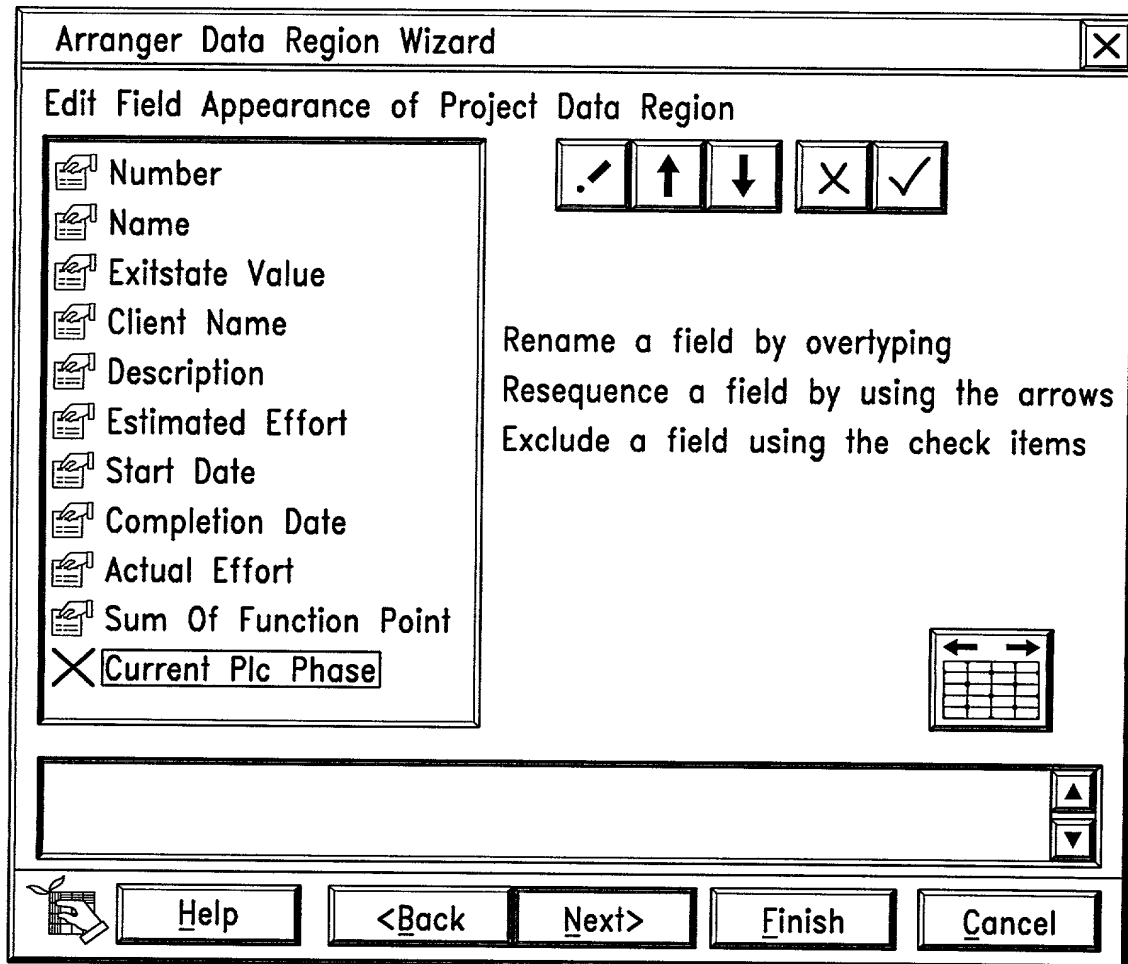 Arranger Data Region Wizard
Edit Field Appearance of Project Data Region
Number
Name
Exitstate Value
Client Name
Description
Estimated Effort
Start Date
Completion Date
Actual Effort
Sum Of Function Point
Current Plc Phase
Rename a field by overtyping
Resequence a field by using the arrows
Exclude a field using the check items
Help
<Back
Next>
Finish
Cancel